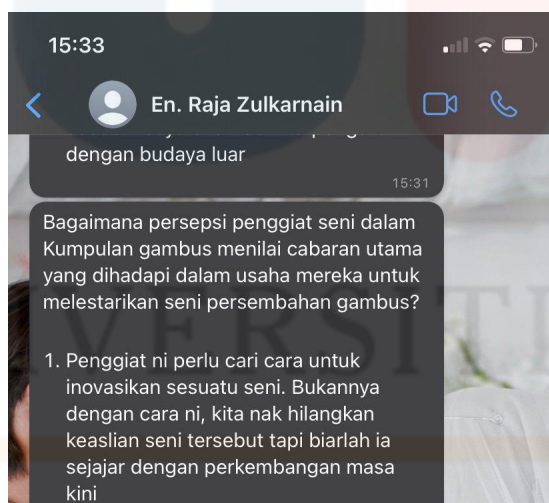 15:33
En. Raja Zulkarnain
dengan budaya luar
15:31
Bagaimana persepsi penggiat seni dalam
Kumpulan gambus menilai cabaran utama
yang dihadapi dalam usaha mereka untuk
melestarikan seni persembahan gambus?
1. Penggiat ni perlu cari cara untuk
inovasikan sesuatu seni. Bukannya
dengan cara ni, kita nak hilangkan
keaslian seni tersebut tapi biarlah ia
sejajar dengan perkembangan masa
kini